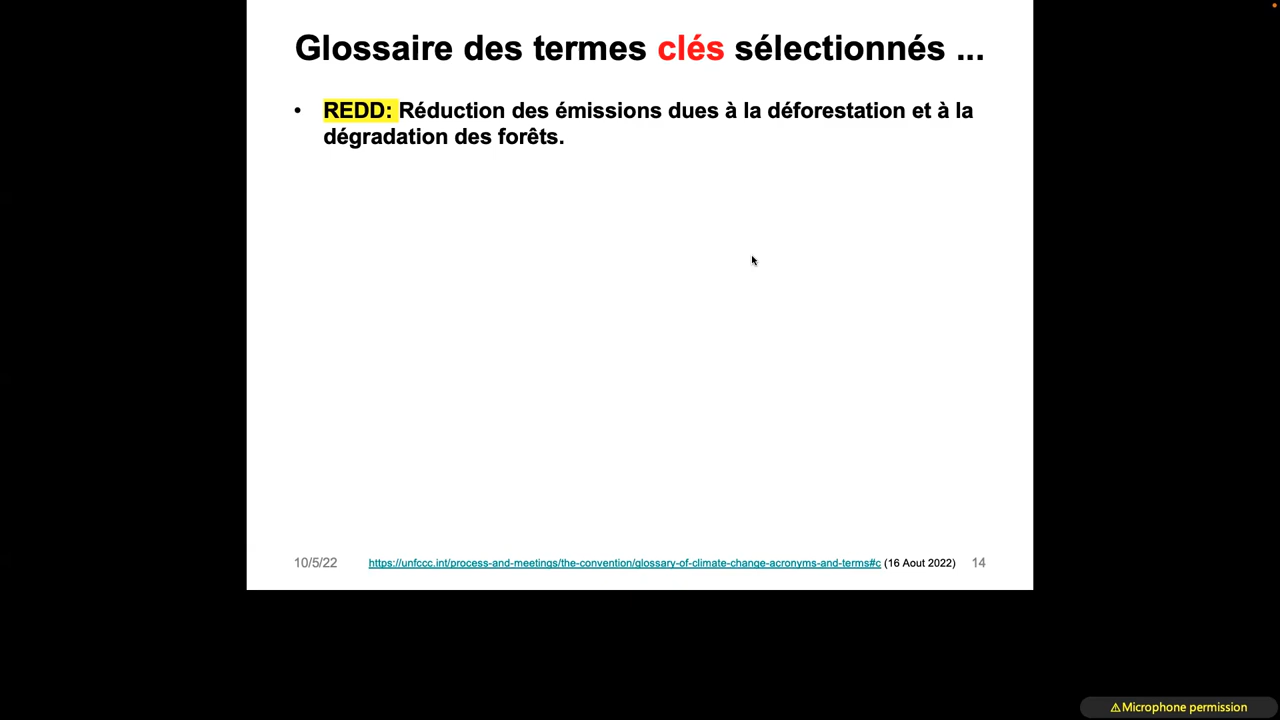 Glossaire des termes clés sélectionnés ...
• REDD: Réduction des émissions dues à la déforestation et à la
dégradation des forêts.
10/5/22 https://unfccc.int/process-and-meetings/the-convention/glossary-of-climate-change-acronyms-and-terms#c (16 Aout 2022) 14
⚠Microphone permission